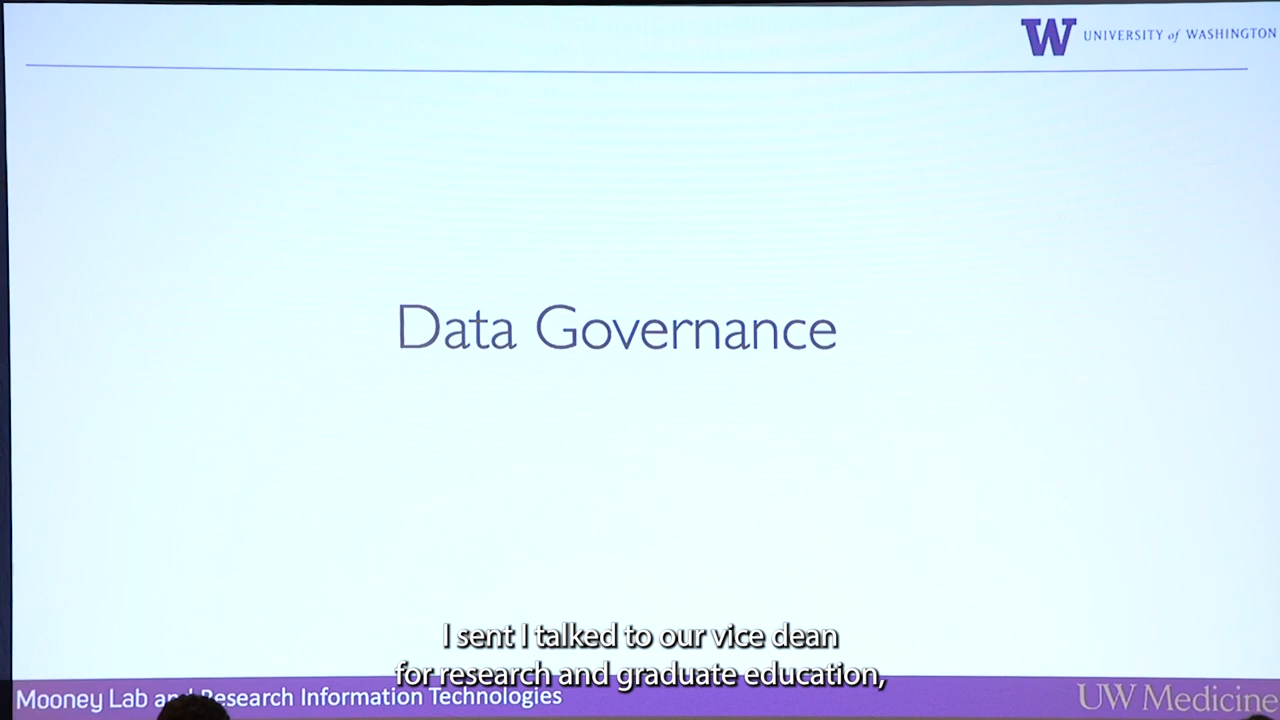 W UNIVERSITY of WASHINGTON
Data Governance
I sent I talked to our vice dean
for research and graduate education,
Mooney Lab and Research Information Technologies
UW Medicine